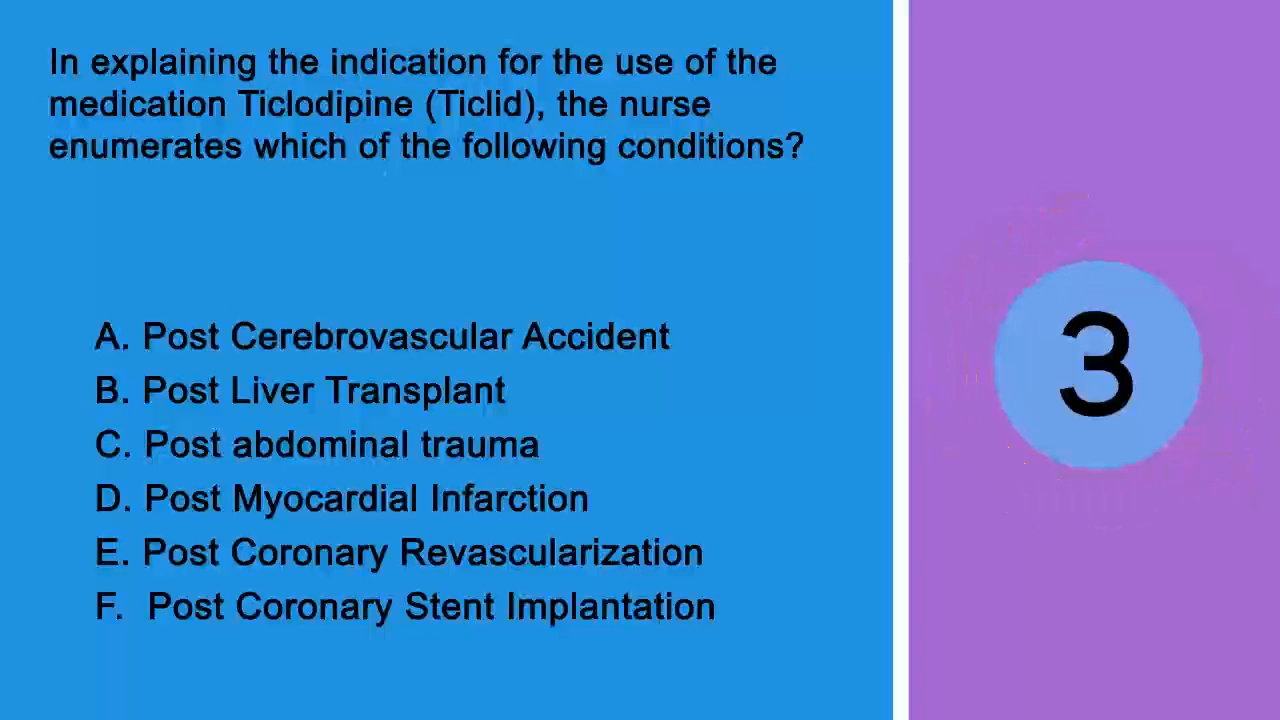 In explaining the indication for the use of the
medication Ticlodipine (Ticlid), the nurse
enumerates which of the following conditions?
A. Post Cerebrovascular Accident
B. Post Liver Transplant
C. Post abdominal trauma
D. Post Myocardial Infarction
E. Post Coronary Revascularization
F. Post Coronary Stent Implantation
3